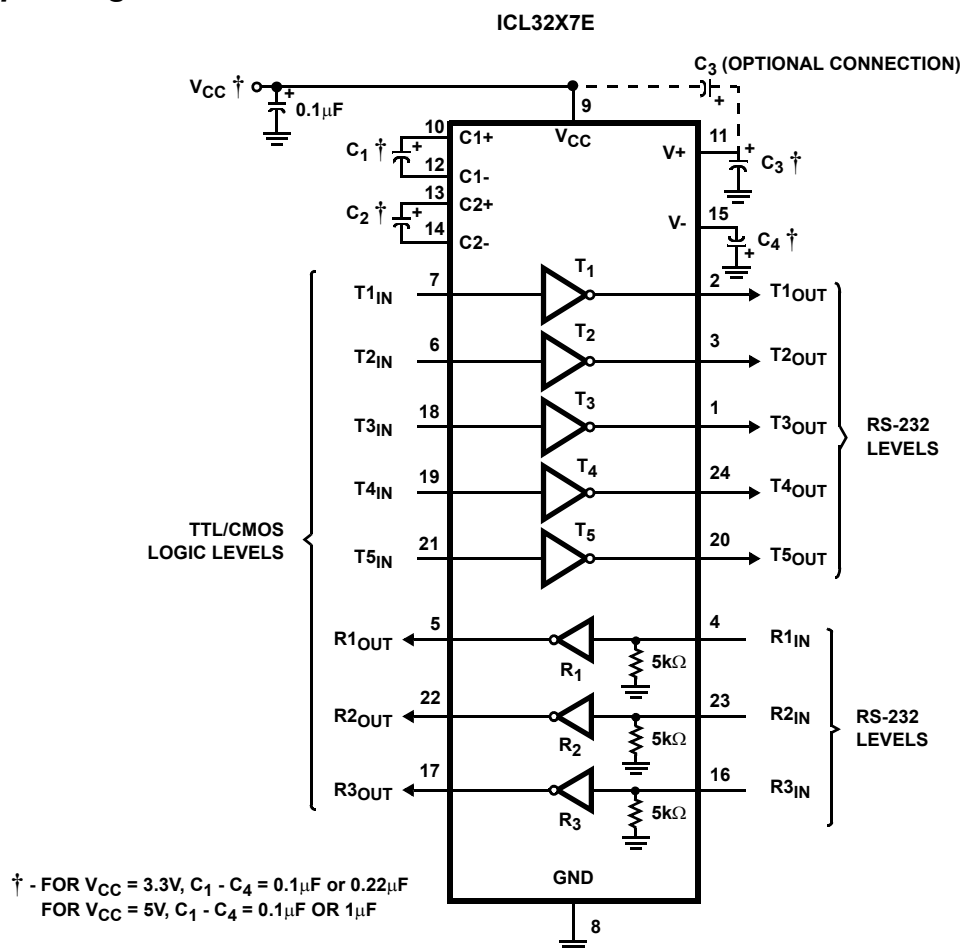 ICL32X7E
C3 (OPTIONAL CONNECTION)
VCC †
+
0.1µF
9
VCC
+
10
C1+
C1 †
+
12
C1-
13
C2+
C2 †
+
14
C2-
11
V+
+
C3 †
15
V-
C4 †
+
T1IN
7
T1
2
T1OUT
T2IN
6
T2
3
T2OUT
T3IN
18
T3
1
T3OUT
T4IN
19
T4
24
T4OUT
T5IN
21
T5
20
T5OUT
RS-232
LEVELS
TTL/CMOS
LOGIC LEVELS
R1OUT
5
R1
5kΩ
4
R1IN
R2OUT
22
R2
5kΩ
23
R2IN
R3OUT
17
R3
5kΩ
16
R3IN
RS-232
LEVELS
GND
8
† - FOR VCC = 3.3V, C1 - C4 = 0.1µF or 0.22µF
FOR VCC = 5V, C1 - C4 = 0.1µF OR 1µF